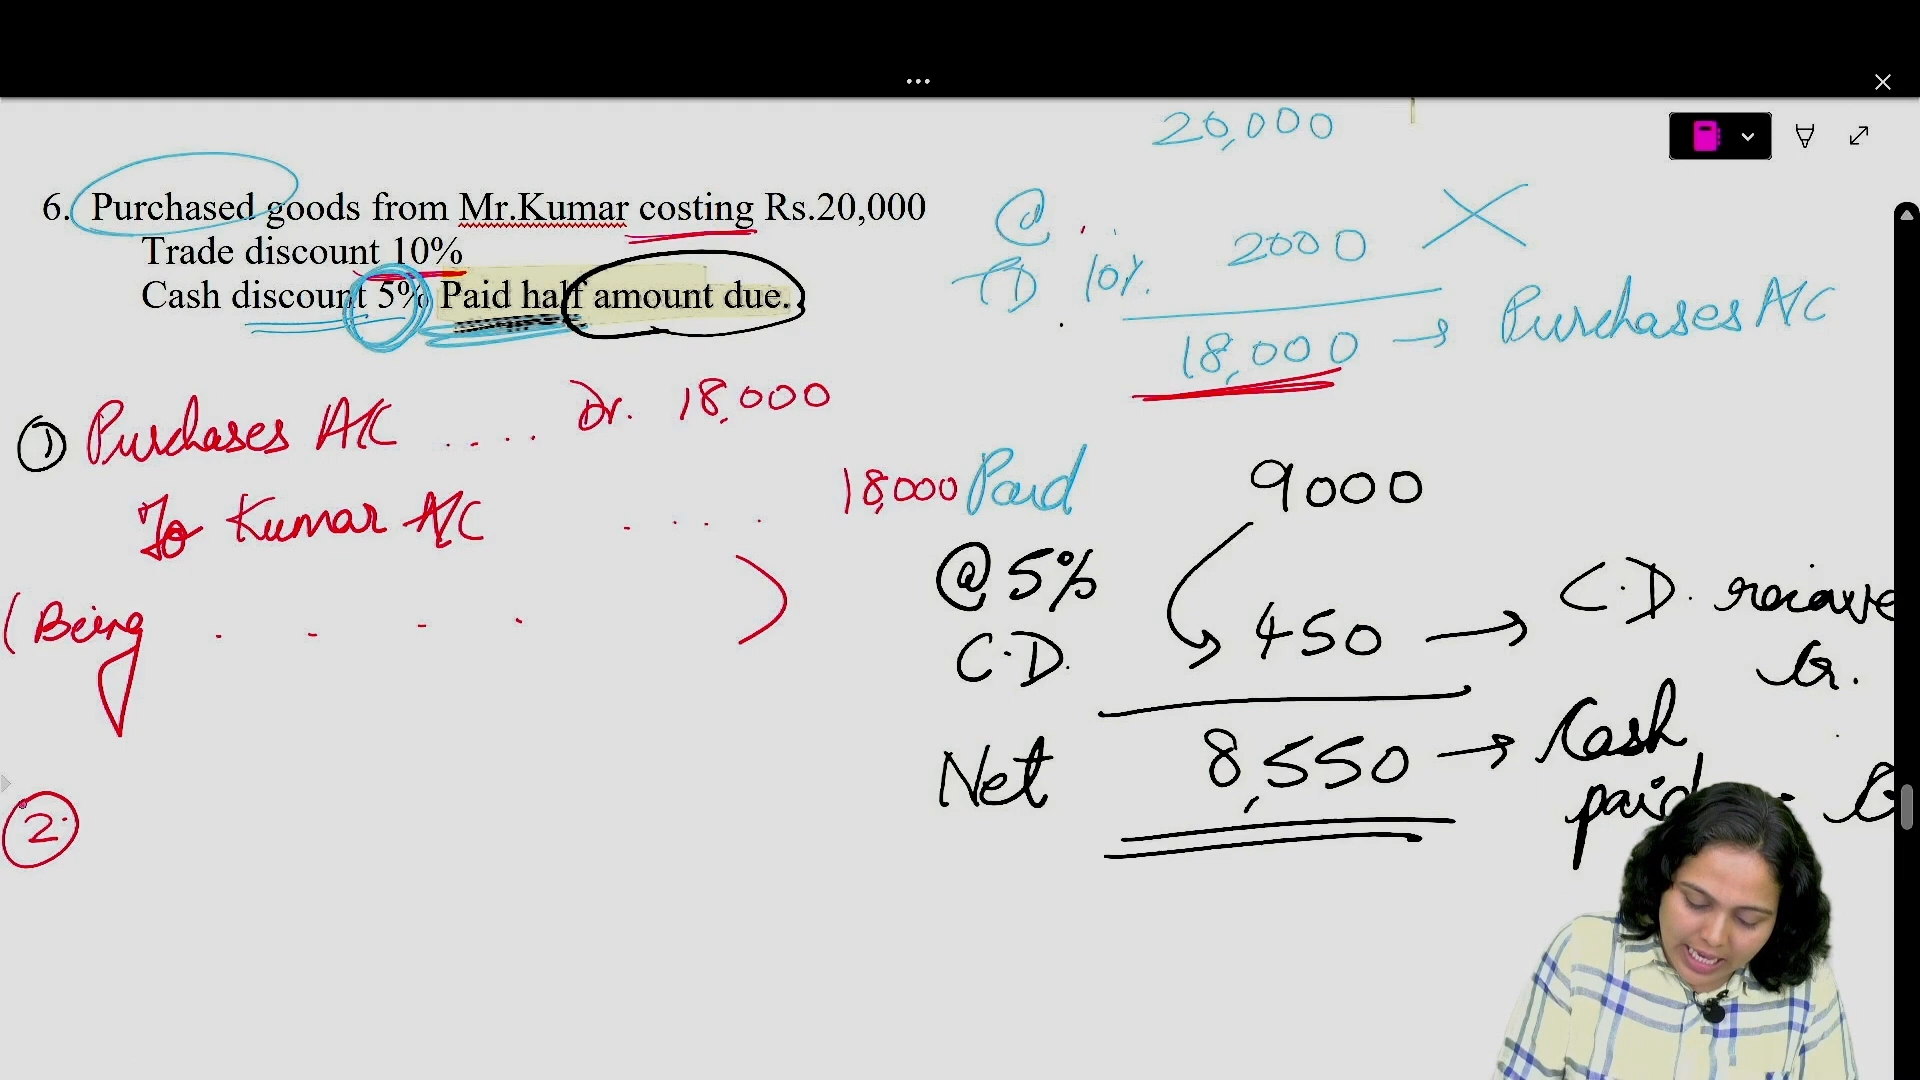 20,000
6. Purchased goods from Mr.Kumar costing Rs.20,000
Trade discount 10%
Cash discount 5% Paid half amount due.
@ 2000
TD 10%.
18,000 → Purchases A/C
① Purchases A/C .... Dr. 18,000
To Kumar A/C .... 18,000
(Being . . . . )
②
Paid 9000
@ 5%
C.D. 450 → C.D. Cr.
Net 8,550 → Cash paid -